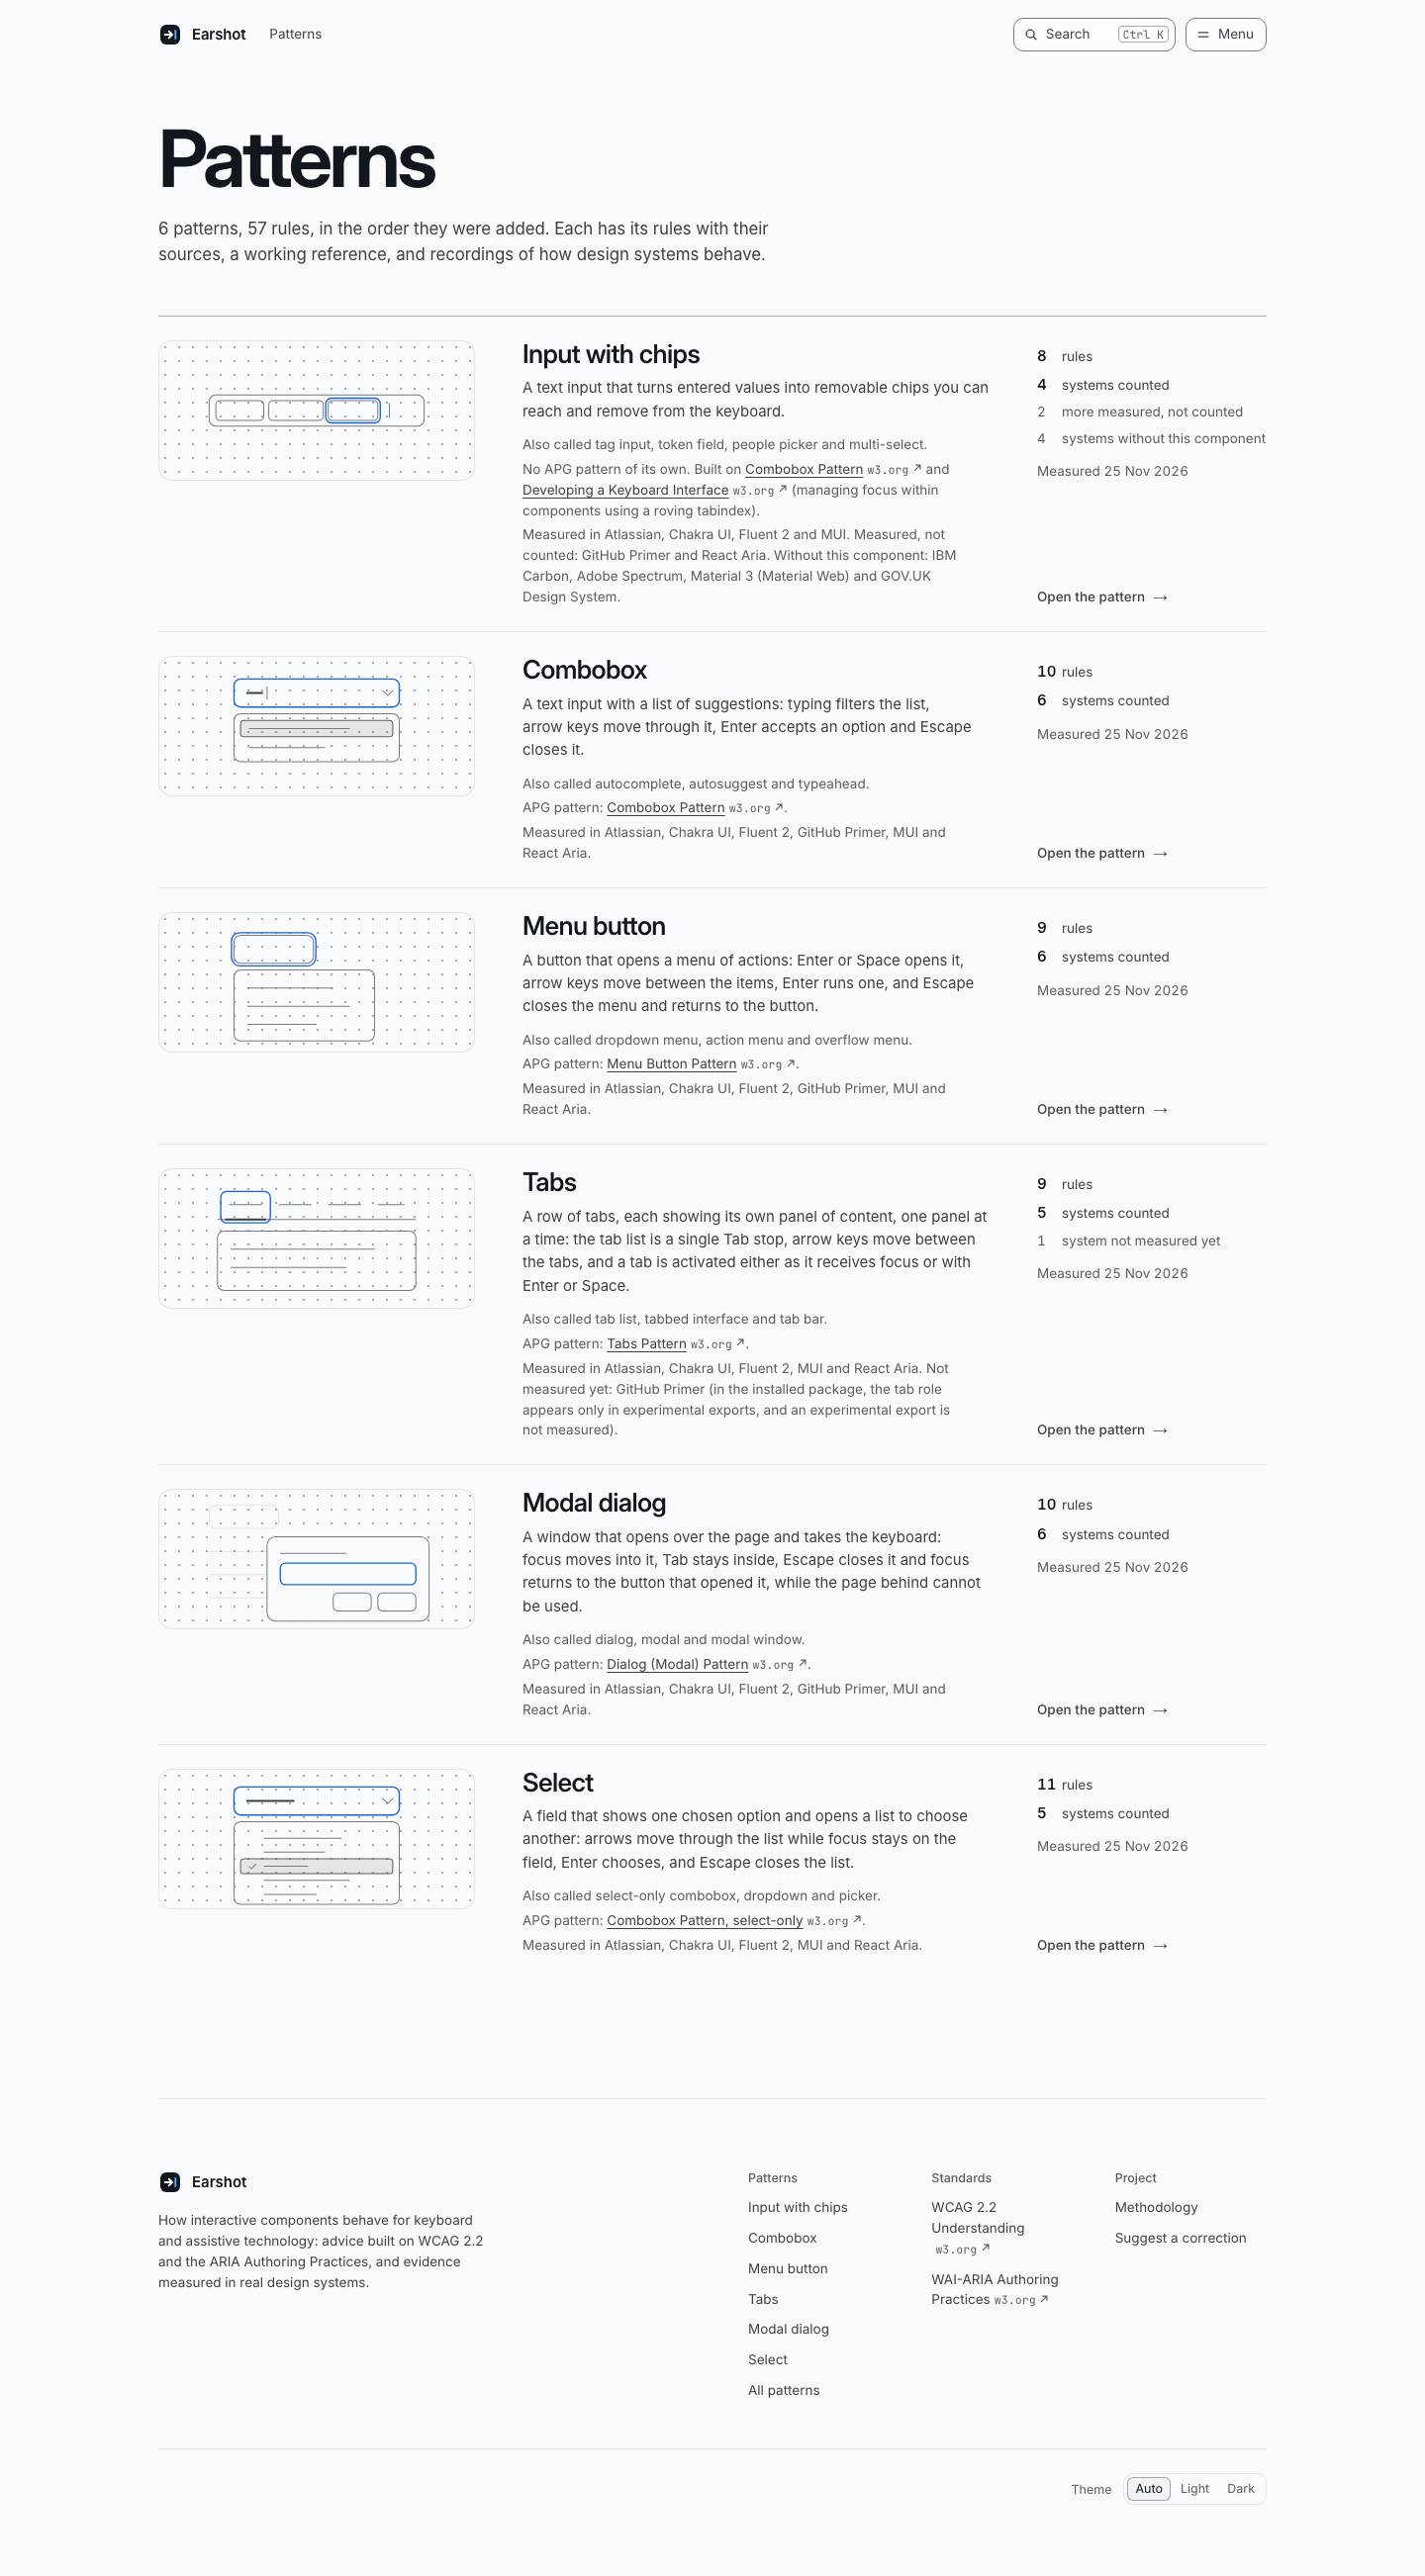 Earshot
Patterns
Search
Ctrl K
Menu
Patterns
6 patterns, 57 rules, in the order they were added. Each has its rules with their
sources, a working reference, and recordings of how design systems behave.
Input with chips
A text input that turns entered values into removable chips you can
reach and remove from the keyboard.
Also called tag input, token field, people picker and multi-select.
No APG pattern of its own. Built on Combobox Pattern w3.org ↗ and
Developing a Keyboard Interface w3.org ↗ (managing focus within
components using a roving tabindex).
Measured in Atlassian, Chakra UI, Fluent 2 and MUI. Measured, not
counted: GitHub Primer and React Aria. Without this component: IBM
Carbon, Adobe Spectrum, Material 3 (Material Web) and GOV.UK
Design System.
8 rules
4 systems counted
2 more measured, not counted
4 systems without this component
Measured 25 Nov 2026
Open the pattern →
Combobox
A text input with a list of suggestions: typing filters the list,
arrow keys move through it, Enter accepts an option and Escape
closes it.
Also called autocomplete, autosuggest and typeahead.
APG pattern: Combobox Pattern w3.org ↗.
Measured in Atlassian, Chakra UI, Fluent 2, GitHub Primer, MUI and
React Aria.
10 rules
6 systems counted
Measured 25 Nov 2026
Open the pattern →
Menu button
A button that opens a menu of actions: Enter or Space opens it,
arrow keys move between the items, Enter runs one, and Escape
closes the menu and returns to the button.
Also called dropdown menu, action menu and overflow menu.
APG pattern: Menu Button Pattern w3.org ↗.
Measured in Atlassian, Chakra UI, Fluent 2, GitHub Primer, MUI and
React Aria.
9 rules
6 systems counted
Measured 25 Nov 2026
Open the pattern →
Tabs
A row of tabs, each showing its own panel of content, one panel at
a time: the tab list is a single Tab stop, arrow keys move between
the tabs, and a tab is activated either as it receives focus or with
Enter or Space.
Also called tab list, tabbed interface and tab bar.
APG pattern: Tabs Pattern w3.org ↗.
Measured in Atlassian, Chakra UI, Fluent 2, MUI and React Aria. Not
measured yet: GitHub Primer (in the installed package, the tab role
appears only in experimental exports, and an experimental export is
not measured).
9 rules
5 systems counted
1 system not measured yet
Measured 25 Nov 2026
Open the pattern →
Modal dialog
A window that opens over the page and takes the keyboard:
focus moves into it, Tab stays inside, Escape closes it and focus
returns to the button that opened it, while the page behind cannot
be used.
Also called dialog, modal and modal window.
APG pattern: Dialog (Modal) Pattern w3.org ↗.
Measured in Atlassian, Chakra UI, Fluent 2, GitHub Primer, MUI and
React Aria.
10 rules
6 systems counted
Measured 25 Nov 2026
Open the pattern →
Select
A field that shows one chosen option and opens a list to choose
another: arrows move through the list while focus stays on the
field, Enter chooses, and Escape closes the list.
Also called select-only combobox, dropdown and picker.
APG pattern: Combobox Pattern, select-only w3.org ↗.
Measured in Atlassian, Chakra UI, Fluent 2, MUI and React Aria.
11 rules
5 systems counted
Measured 25 Nov 2026
Open the pattern →
Earshot
How interactive components behave for keyboard
and assistive technology: advice built on WCAG 2.2
and the ARIA Authoring Practices, and evidence
measured in real design systems.
Patterns
Input with chips
Combobox
Menu button
Tabs
Modal dialog
Select
All patterns
Standards
WCAG 2.2
Understanding
w3.org ↗
WAI-ARIA Authoring
Practices w3.org ↗
Project
Methodology
Suggest a correction
Theme
Auto
Light
Dark